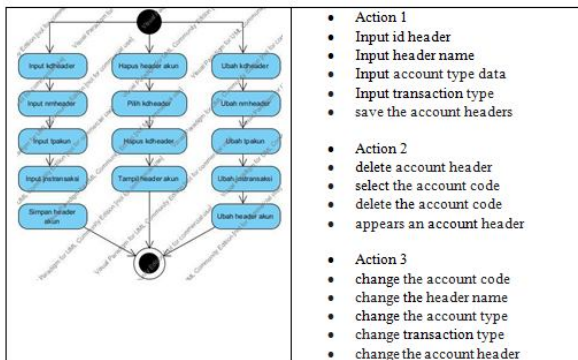 Input kdheader
Hapus header akun
Ubah kdheader
Input nmheader
Pilih kdheader
Ubah nmheader
Input tpakun
Hapus kdheader
Ubah tpakun
Input jnstransaksi
Tampil header akun
Ubah jnstransaksi
Simpan header
akun
Ubah header akun
Action 1
Input id header
Input header name
Input account type data
Input transaction type
save the account headers
Action 2
delete account header
select the account code
delete the account code
appears an account header
Action 3
change the account code
change the header name
change the account type
change transaction type
change the account header